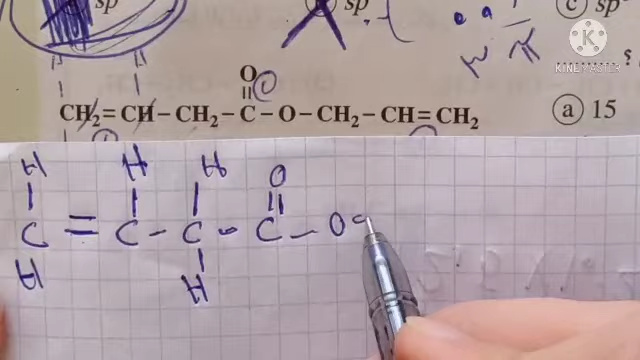 sp
sp
c sp
π
K
KINEMASTER
O
CH₂=CH–CH₂–C–O–CH₂–CH=CH₂
a 15
H H H O
C = C - C - C - O
H H